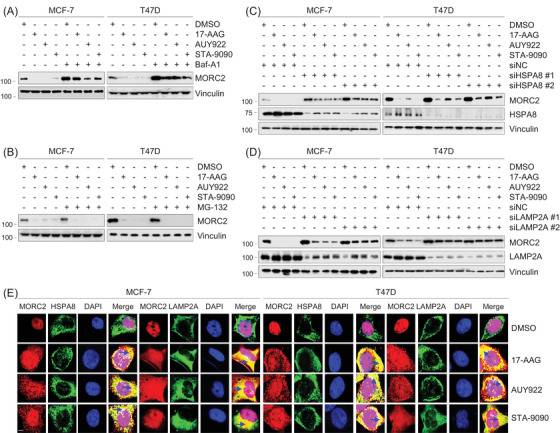 (A)
MCF-7 T47D
+ - - - + - - - + - - - + - - - DMSO
- + - - - + - - - + - - - + - - 17-AAG
- - + - - - + - - - + - - - + - AUY922
- - - + - - - + - - - + - - - + STA-9090
- - - - + + + + - - - - + + + + Baf-A1
100 MORC2
100 Vinculin
(B)
MCF-7 T47D
+ - - - + - - - + - - - + - - - DMSO
- + - - - + - - - + - - - + - - 17-AAG
- - + - - - + - - - + - - - + - AUY922
- - - + - - - + - - - + - - - + STA-9090
- - - - + + + + - - - - + + + + MG-132
100 MORC2
100 Vinculin
(C)
MCF-7 T47D
+ - - - + - - - + - - - + - - - + - - - + - - - DMSO
- + - - - + - - - + - - - + - - - + - - - + - - 17-AAG
- - + - - - + - - - + - - - + - - - + - - - + - AUY922
- - - + - - - + - - - + - - - + - - - + - - - + STA-9090
+ + + + - - - - - - - - + + + + - - - - - - - - siNC
- - - - + + + + - - - - - - - - + + + + - - - - siHSPA8 #1
- - - - - - - - + + + + - - - - - - - - + + + + siHSPA8 #2
100 MORC2
75 HSPA8
100 Vinculin
(D)
MCF-7 T47D
+ - - - + - - - + - - - + - - - + - - - + - - - DMSO
- + - - - + - - - + - - - + - - - + - - - + - - 17-AAG
- - + - - - + - - - + - - - + - - - + - - - + - AUY922
- - - + - - - + - - - + - - - + - - - + - - - + STA-9090
+ + + + - - - - - - - - + + + + - - - - - - - - siNC
- - - - + + + + - - - - - - - - + + + + - - - - siLAMP2A #1
- - - - - - - - + + + + - - - - - - - - + + + + siLAMP2A #2
100 MORC2
100 LAMP2A
100 Vinculin
(E)
MCF-7 T47D
MORC2 HSPA8 DAPI Merge MORC2 LAMP2A DAPI Merge MORC2 HSPA8 DAPI Merge MORC2 LAMP2A DAPI Merge
DMSO
17-AAG
AUY922
STA-9090